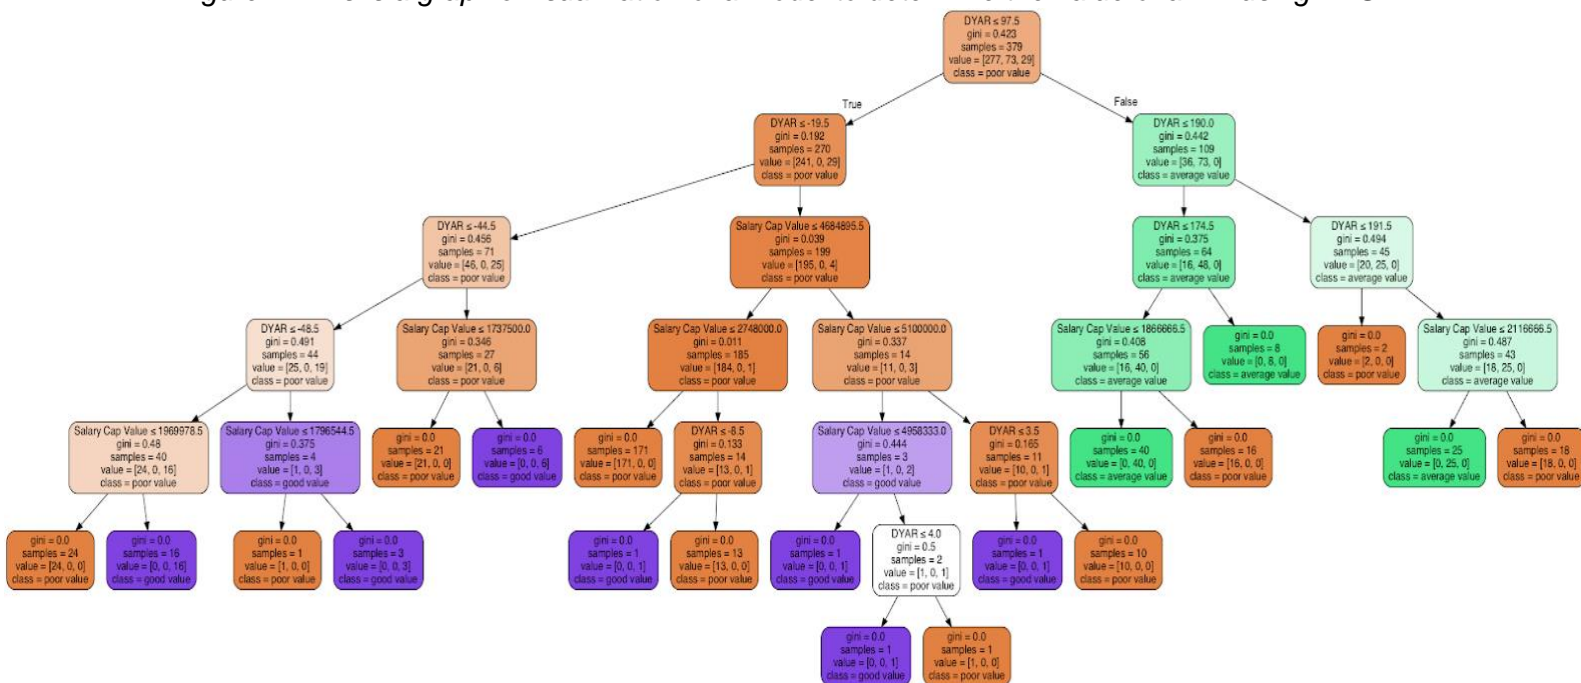 DYAR ≤ 97.5
gini = 0.423
samples = 379
value = [277, 73, 29]
class = poor value
True
False
DYAR ≤ -19.5
gini = 0.192
samples = 270
value = [241, 0, 29]
class = poor value
DYAR ≤ 190.0
gini = 0.442
samples = 109
value = [36, 73, 0]
class = average value
DYAR ≤ -44.5
gini = 0.456
samples = 71
value = [46, 0, 25]
class = poor value
Salary Cap Value ≤ 4684895.5
gini = 0.039
samples = 199
value = [195, 0, 4]
class = poor value
DYAR ≤ 174.5
gini = 0.375
samples = 64
value = [16, 48, 0]
class = average value
DYAR ≤ 191.5
gini = 0.494
samples = 45
value = [20, 25, 0]
class = average value
DYAR ≤ -48.5
gini = 0.491
samples = 44
value = [25, 0, 19]
class = poor value
Salary Cap Value ≤ 1737500.0
gini = 0.346
samples = 27
value = [21, 0, 6]
class = poor value
Salary Cap Value ≤ 2748000.0
gini = 0.011
samples = 185
value = [184, 0, 1]
class = poor value
Salary Cap Value ≤ 5100000.0
gini = 0.337
samples = 14
value = [11, 0, 3]
class = poor value
Salary Cap Value ≤ 1866666.5
gini = 0.408
samples = 56
value = [16, 40, 0]
class = average value
gini = 0.0
samples = 8
value = [0, 8, 0]
class = average value
gini = 0.0
samples = 2
value = [2, 0, 0]
class = poor value
Salary Cap Value ≤ 2116666.5
gini = 0.487
samples = 43
value = [18, 25, 0]
class = average value
Salary Cap Value ≤ 1969978.5
gini = 0.48
samples = 40
value = [24, 0, 16]
class = poor value
Salary Cap Value ≤ 1796544.5
gini = 0.375
samples = 4
value = [1, 0, 3]
class = good value
gini = 0.0
samples = 21
value = [21, 0, 0]
class = poor value
gini = 0.0
samples = 6
value = [0, 0, 6]
class = good value
gini = 0.0
samples = 171
value = [171, 0, 0]
class = poor value
DYAR ≤ -8.5
gini = 0.133
samples = 14
value = [13, 0, 1]
class = poor value
Salary Cap Value ≤ 4958333.0
gini = 0.444
samples = 3
value = [1, 0, 2]
class = good value
DYAR ≤ 3.5
gini = 0.165
samples = 11
value = [10, 0, 1]
class = poor value
gini = 0.0
samples = 40
value = [0, 40, 0]
class = average value
gini = 0.0
samples = 16
value = [16, 0, 0]
class = poor value
gini = 0.0
samples = 25
value = [0, 25, 0]
class = average value
gini = 0.0
samples = 18
value = [18, 0, 0]
class = poor value
gini = 0.0
samples = 24
value = [24, 0, 0]
class = poor value
gini = 0.0
samples = 16
value = [0, 0, 16]
class = good value
gini = 0.0
samples = 1
value = [1, 0, 0]
class = poor value
gini = 0.0
samples = 3
value = [0, 0, 3]
class = good value
gini = 0.0
samples = 1
value = [0, 0, 1]
class = good value
gini = 0.0
samples = 13
value = [13, 0, 0]
class = poor value
gini = 0.0
samples = 1
value = [0, 0, 1]
class = good value
DYAR ≤ 4.0
gini = 0.5
samples = 2
value = [1, 0, 1]
class = poor value
gini = 0.0
samples = 1
value = [0, 0, 1]
class = good value
gini = 0.0
samples = 10
value = [10, 0, 0]
class = poor value
gini = 0.0
samples = 1
value = [0, 0, 1]
class = good value
gini = 0.0
samples = 1
value = [1, 0, 0]
class = poor value